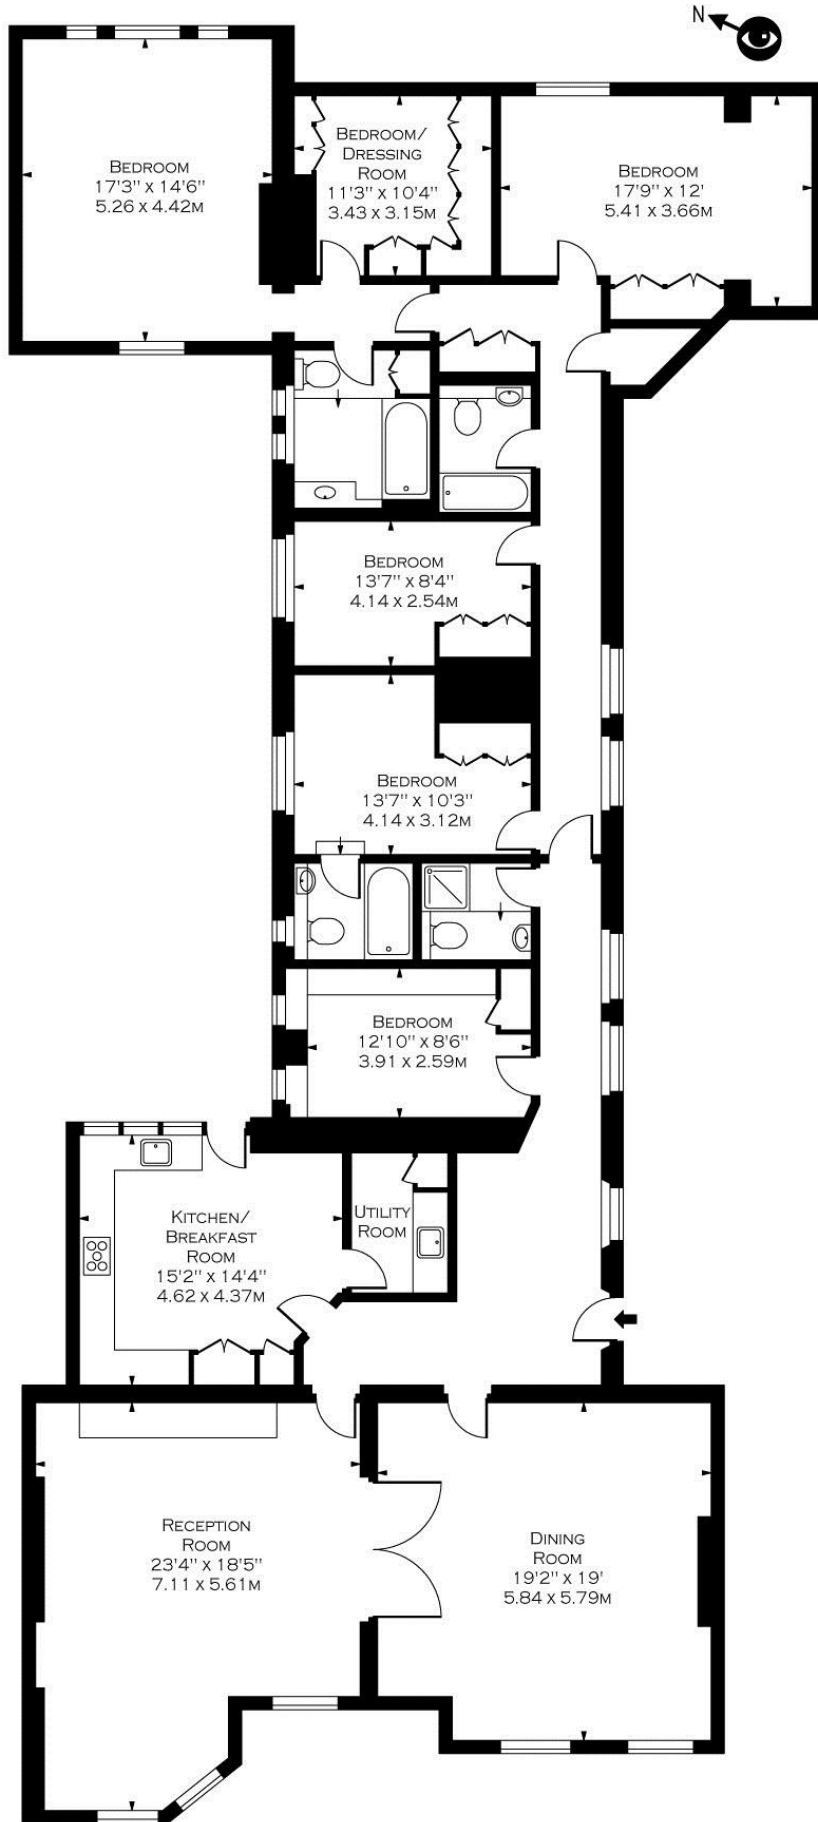 N
BEDROOM
17'3" x 14'6"
5.26 x 4.42M
BEDROOM/
DRESSING
ROOM
11'3" x 10'4"
3.43 x 3.15M
BEDROOM
17'9" x 12'
5.41 x 3.66M
BEDROOM
13'7" x 8'4"
4.14 x 2.54M
BEDROOM
13'7" x 10'3"
4.14 x 3.12M
BEDROOM
12'10" x 8'6"
3.91 x 2.59M
KITCHEN/
BREAKFAST
ROOM
15'2" x 14'4"
4.62 x 4.37M
UTILITY
ROOM
RECEPTION
ROOM
23'4" x 18'5"
7.11 x 5.61M
DINING
ROOM
19'2" x 19'
5.84 x 5.79M